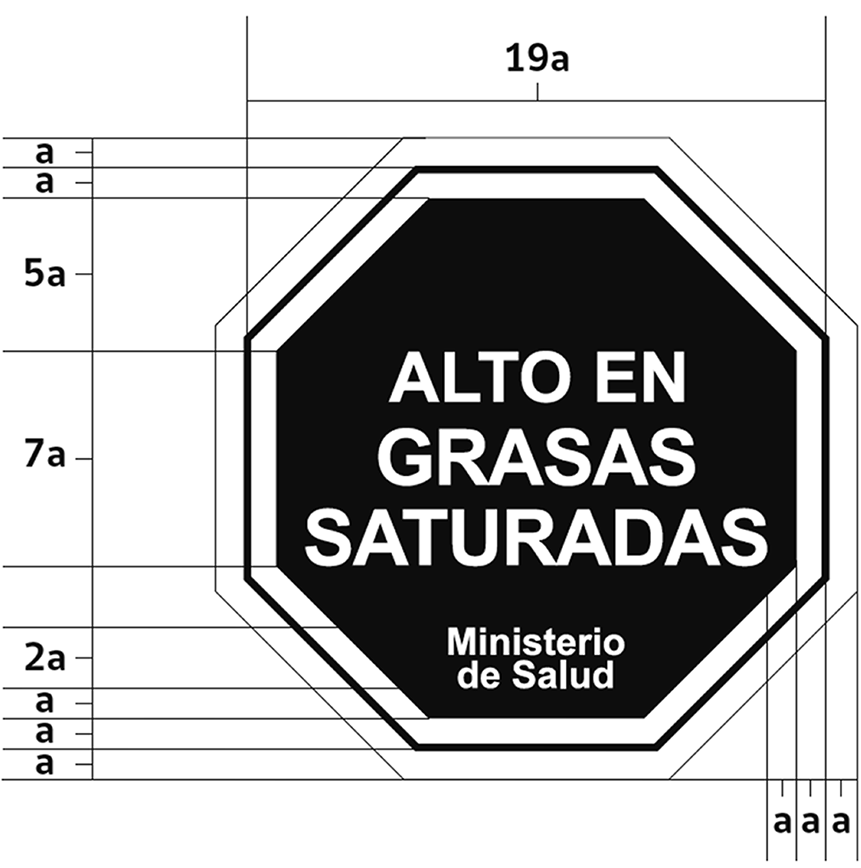 19a
a
a
5a
7a
2a
a
a
a
ALTO EN
GRASAS
SATURADAS
Ministerio
de Salud
a a a